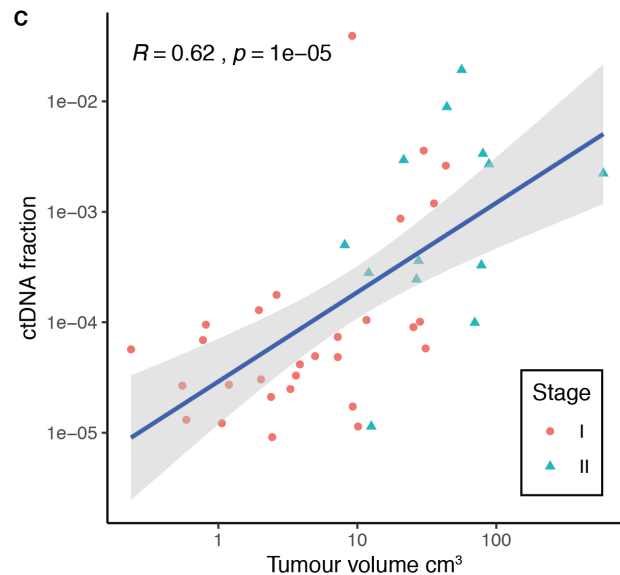 C
R = 0.62 , p = 1e−05
1e−02
1e−03
1e−04
1e−05
ctDNA fraction
Stage
I
II
1
10
100
Tumour volume cm³